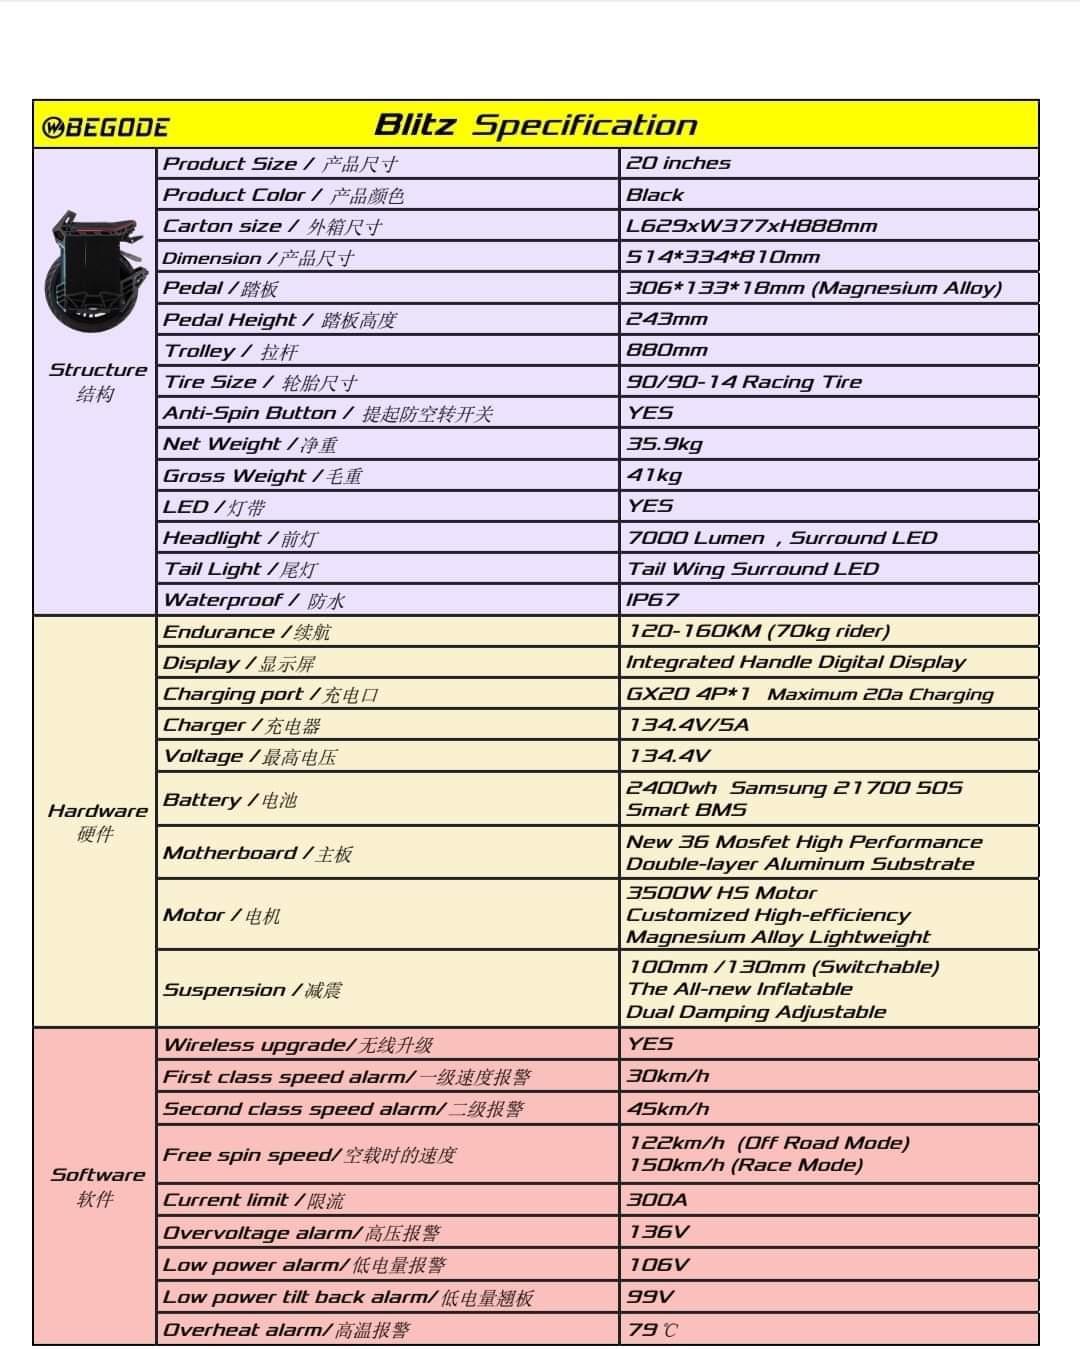 BEGODE Blitz Specification
Structure
结构
Product Size / 产品尺寸 20 inches
Product Color / 产品颜色 Black
Carton size / 外箱尺寸 L629xW377xH888mm
Dimension /产品尺寸 514*334*810mm
Pedal /踏板 306*133*18mm (Magnesium Alloy)
Pedal Height / 踏板高度 243mm
Trolley / 拉杆 880mm
Tire Size / 轮胎尺寸 90/90-14 Racing Tire
Anti-Spin Button / 提起防空转开关 YES
Net Weight /净重 35.9kg
Gross Weight /毛重 41kg
LED /灯带 YES
Headlight /前灯 7000 Lumen , Surround LED
Tail Light /尾灯 Tail Wing Surround LED
Waterproof / 防水 IP67
Hardware
硬件
Endurance /续航 120-160KM (70kg rider)
Display /显示屏 Integrated Handle Digital Display
Charging port /充电口 GX20 4P*1 Maximum 20a Charging
Charger /充电器 134.4V/5A
Voltage /最高电压 134.4V
Battery /电池 2400wh Samsung 21700 50S
Smart BMS
Motherboard /主板 New 36 Mosfet High Performance
Double-layer Aluminum Substrate
Motor /电机 3500W HS Motor
Customized High-efficiency
Magnesium Alloy Lightweight
Suspension /减震 100mm /130mm (Switchable)
The All-new Inflatable
Dual Damping Adjustable
Software
软件
Wireless upgrade/无线升级 YES
First class speed alarm/一级速度报警 30km/h
Second class speed alarm/二级报警 45km/h
Free spin speed/空载时的速度 122km/h (Off Road Mode)
150km/h (Race Mode)
Current limit /限流 300A
Overvoltage alarm/高压报警 136V
Low power alarm/低电量报警 106V
Low power tilt back alarm/低电量翘板 99V
Overheat alarm/高温报警 79℃